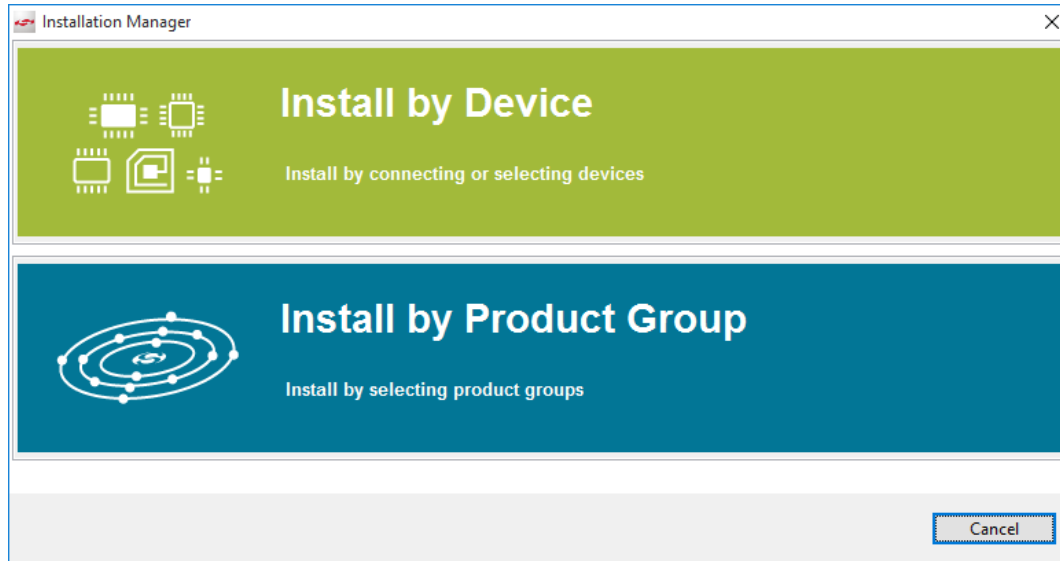 Installation Manager
Install by Device
Install by connecting or selecting devices
Install by Product Group
Install by selecting product groups
Cancel